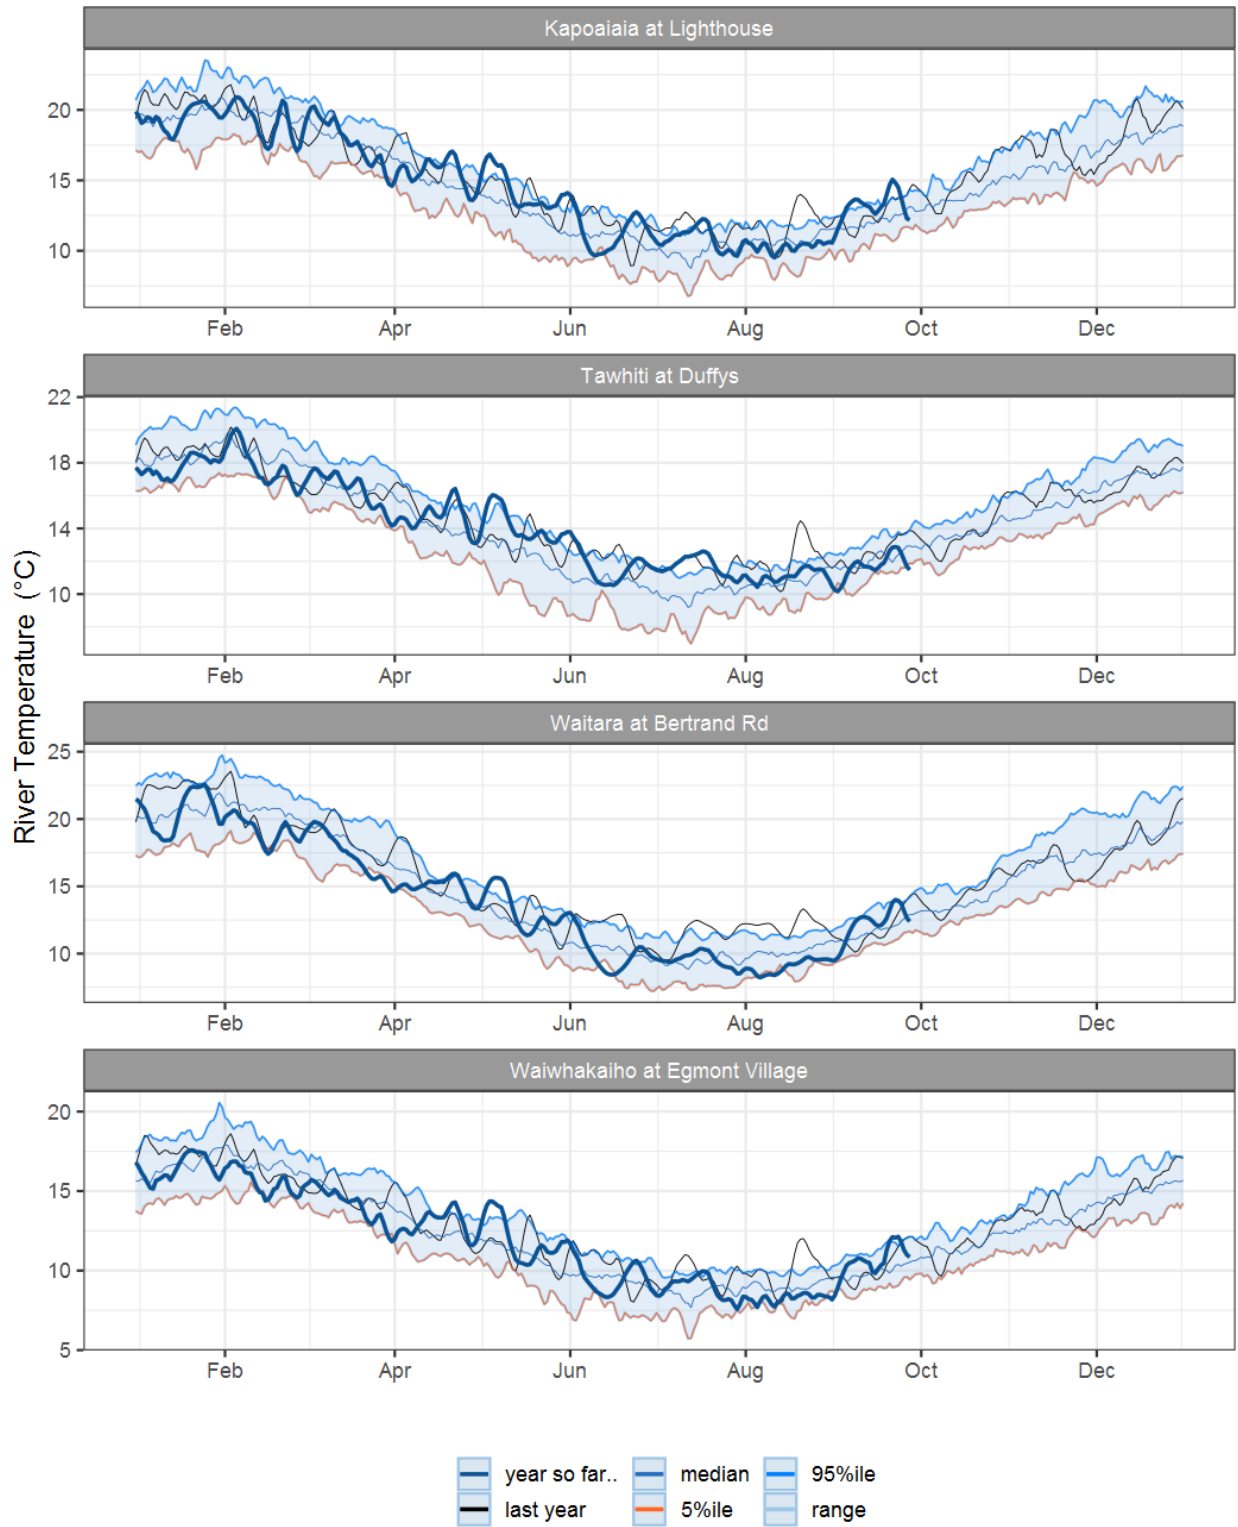 Kapoaiaia at Lighthouse
20
15
10
Feb Apr Jun Aug Oct Dec
Tawhiti at Duffys
22
18
14
10
Feb Apr Jun Aug Oct Dec
River Temperature (°C)
Waitara at Bertrand Rd
25
20
15
10
Feb Apr Jun Aug Oct Dec
Waiwhakaiho at Egmont Village
20
15
10
5
Feb Apr Jun Aug Oct Dec
year so far.. median 95%ile
last year 5%ile range